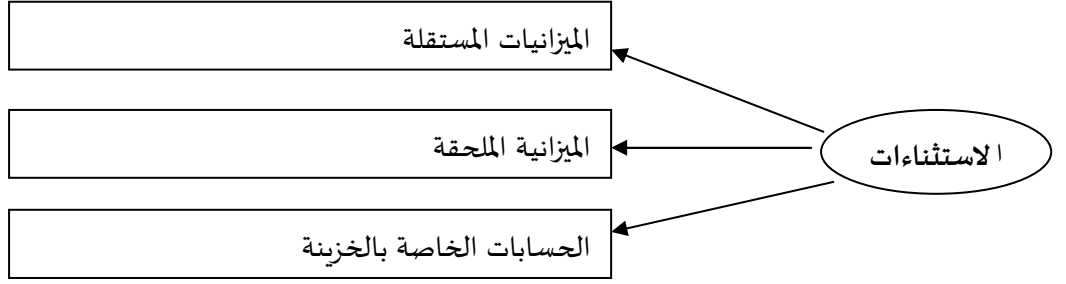 الاستثناءات
الميزانيات المستقلة
الميزانية الملحقة
الحسابات الخاصة بالخزينة